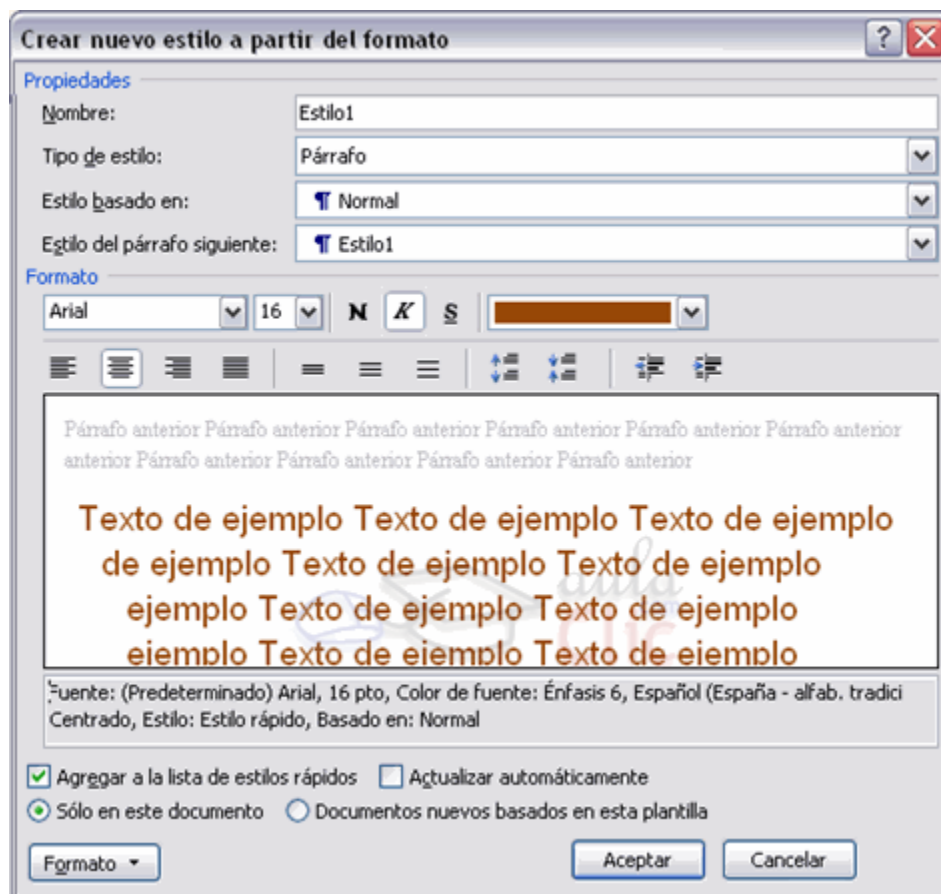 Crear nuevo estilo a partir del formato
Propiedades
Nombre: Estilo1
Tipo de estilo: Párrafo
Estilo basado en: ¶ Normal
Estilo del párrafo siguiente: ¶ Estilo1
Formato
Arial 16 N K S
Párrafo anterior Párrafo anterior Párrafo anterior Párrafo anterior Párrafo anterior Párrafo anterior
anterior Párrafo anterior Párrafo anterior Párrafo anterior Párrafo anterior
Texto de ejemplo Texto de ejemplo Texto de ejemplo
de ejemplo Texto de ejemplo Texto de ejemplo
ejemplo Texto de ejemplo Texto de ejemplo
ejemplo Texto de ejemplo Texto de ejemplo
aula
Clic
Fuente: (Predeterminado) Arial, 16 pto, Color de fuente: Énfasis 6, Español (España - alfab. tradici
Centrado, Estilo: Estilo rápido, Basado en: Normal
Agregar a la lista de estilos rápidos Actualizar automáticamente
Sólo en este documento Documentos nuevos basados en esta plantilla
Formato Aceptar Cancelar